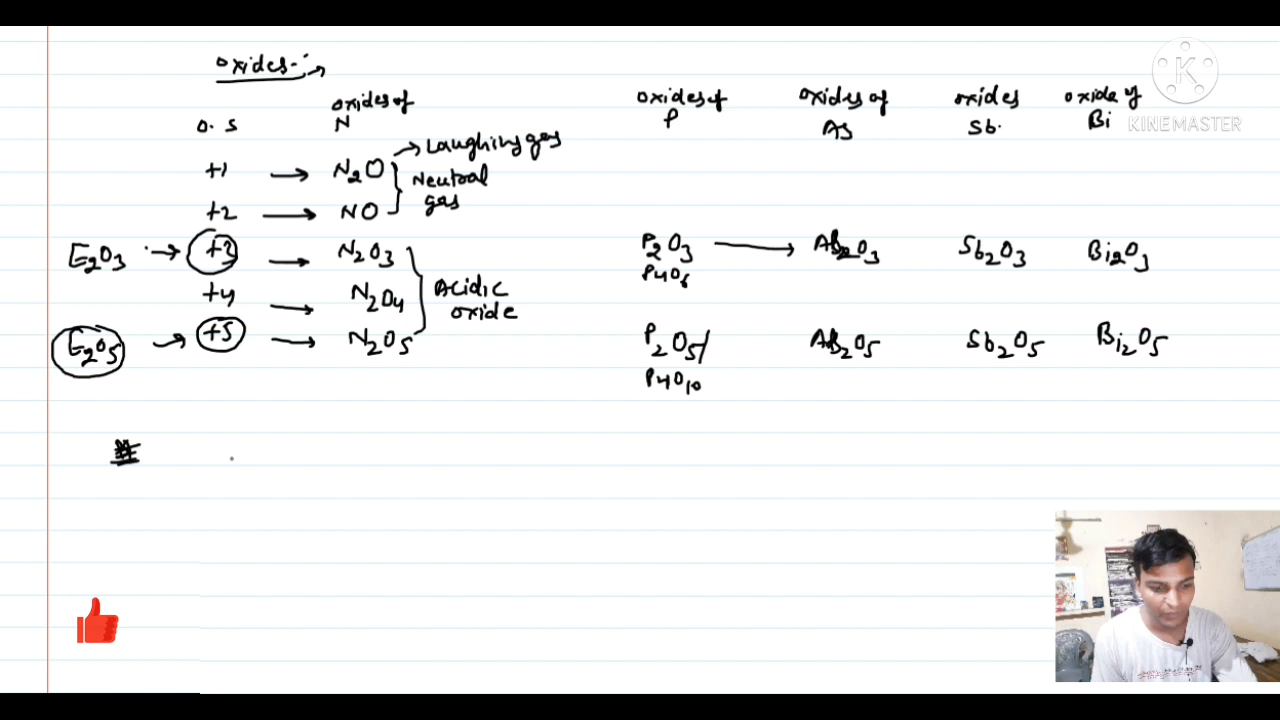 oxides:-
oxides of N
oxides of P
oxides of As
oxides Sb.
oxide of Bi
K
KINEMASTER
O. S
+1 → N₂O → Laughing gas
Neutral gas
+2 → NO
E₂O₃ → +3 → N₂O₃
P₂O₃ → As₂O₃ Sb₂O₃ Bi₂O₃
P₄O₆
+4 → N₂O₄
Acidic oxide
E₂O₅ → +5 → N₂O₅
P₂O₅/ As₂O₅ Sb₂O₅ Bi₂O₅
P₄O₁₀
#